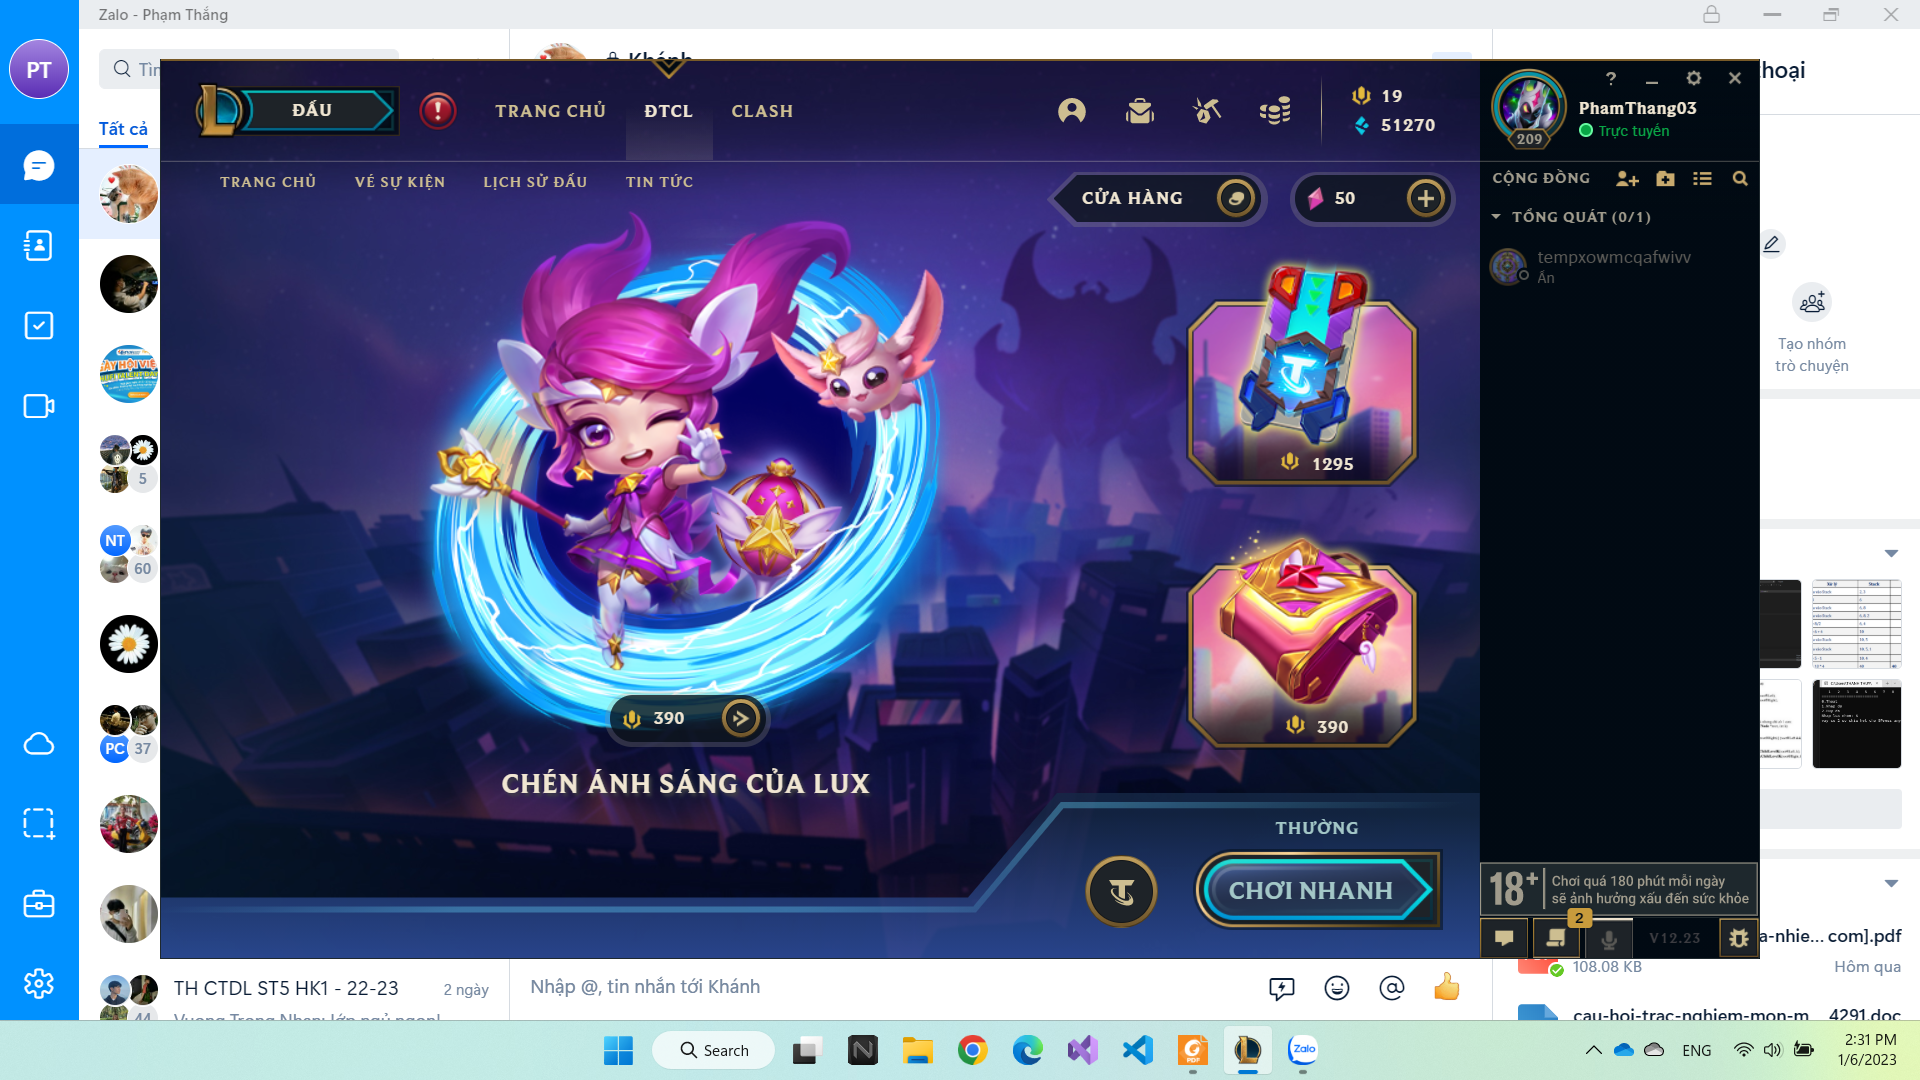 Zalo - Phạm Thắng
PT
Tìm
Khánh
thoại
Tất cả
ĐẤU
TRANG CHỦ
ĐTCL
CLASH
19
51270
PhamThang03
Trực tuyến
209
TRANG CHỦ
VÉ SỰ KIỆN
LỊCH SỬ ĐẤU
TIN TỨC
CỬA HÀNG
50
CỘNG ĐỒNG
TỔNG QUÁT (0/1)
tempxowmcqafwivv
Ẩn
Tạo nhóm
trò chuyện
5
NT
60
PC
37
1295
390
390
CHÉN ÁNH SÁNG CỦA LUX
THƯỜNG
CHƠI NHANH
18+
Chơi quá 180 phút mỗi ngày
sẽ ảnh hưởng xấu đến sức khỏe
2
V12.23
a-nhie... com].pdf
108.08 KB
Hôm qua
TH CTDL ST5 HK1 - 22-23
2 ngày
44
Nhập @, tin nhắn tới Khánh
cau-hoi-trac-nghiem-mon-m... 4291.doc
Search
Zalo
ENG
2:31 PM
1/6/2023